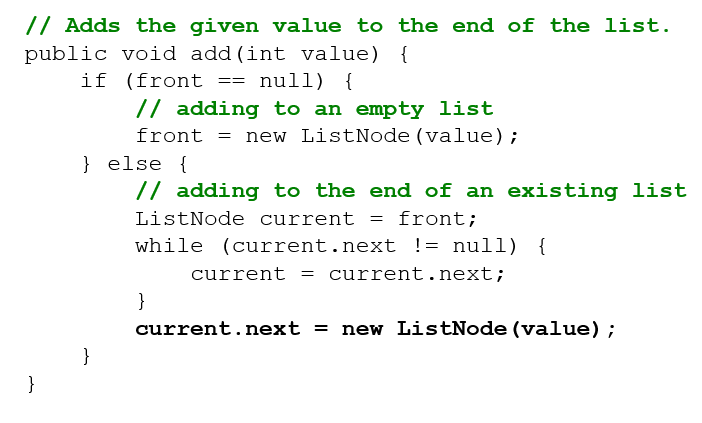 // Adds the given value to the end of the list.
public void add(int value) {
    if (front == null) {
        // adding to an empty list
        front = new ListNode(value);
    } else {
        // adding to the end of an existing list
        ListNode current = front;
        while (current.next != null) {
            current = current.next;
        }
        current.next = new ListNode(value);
    }
}